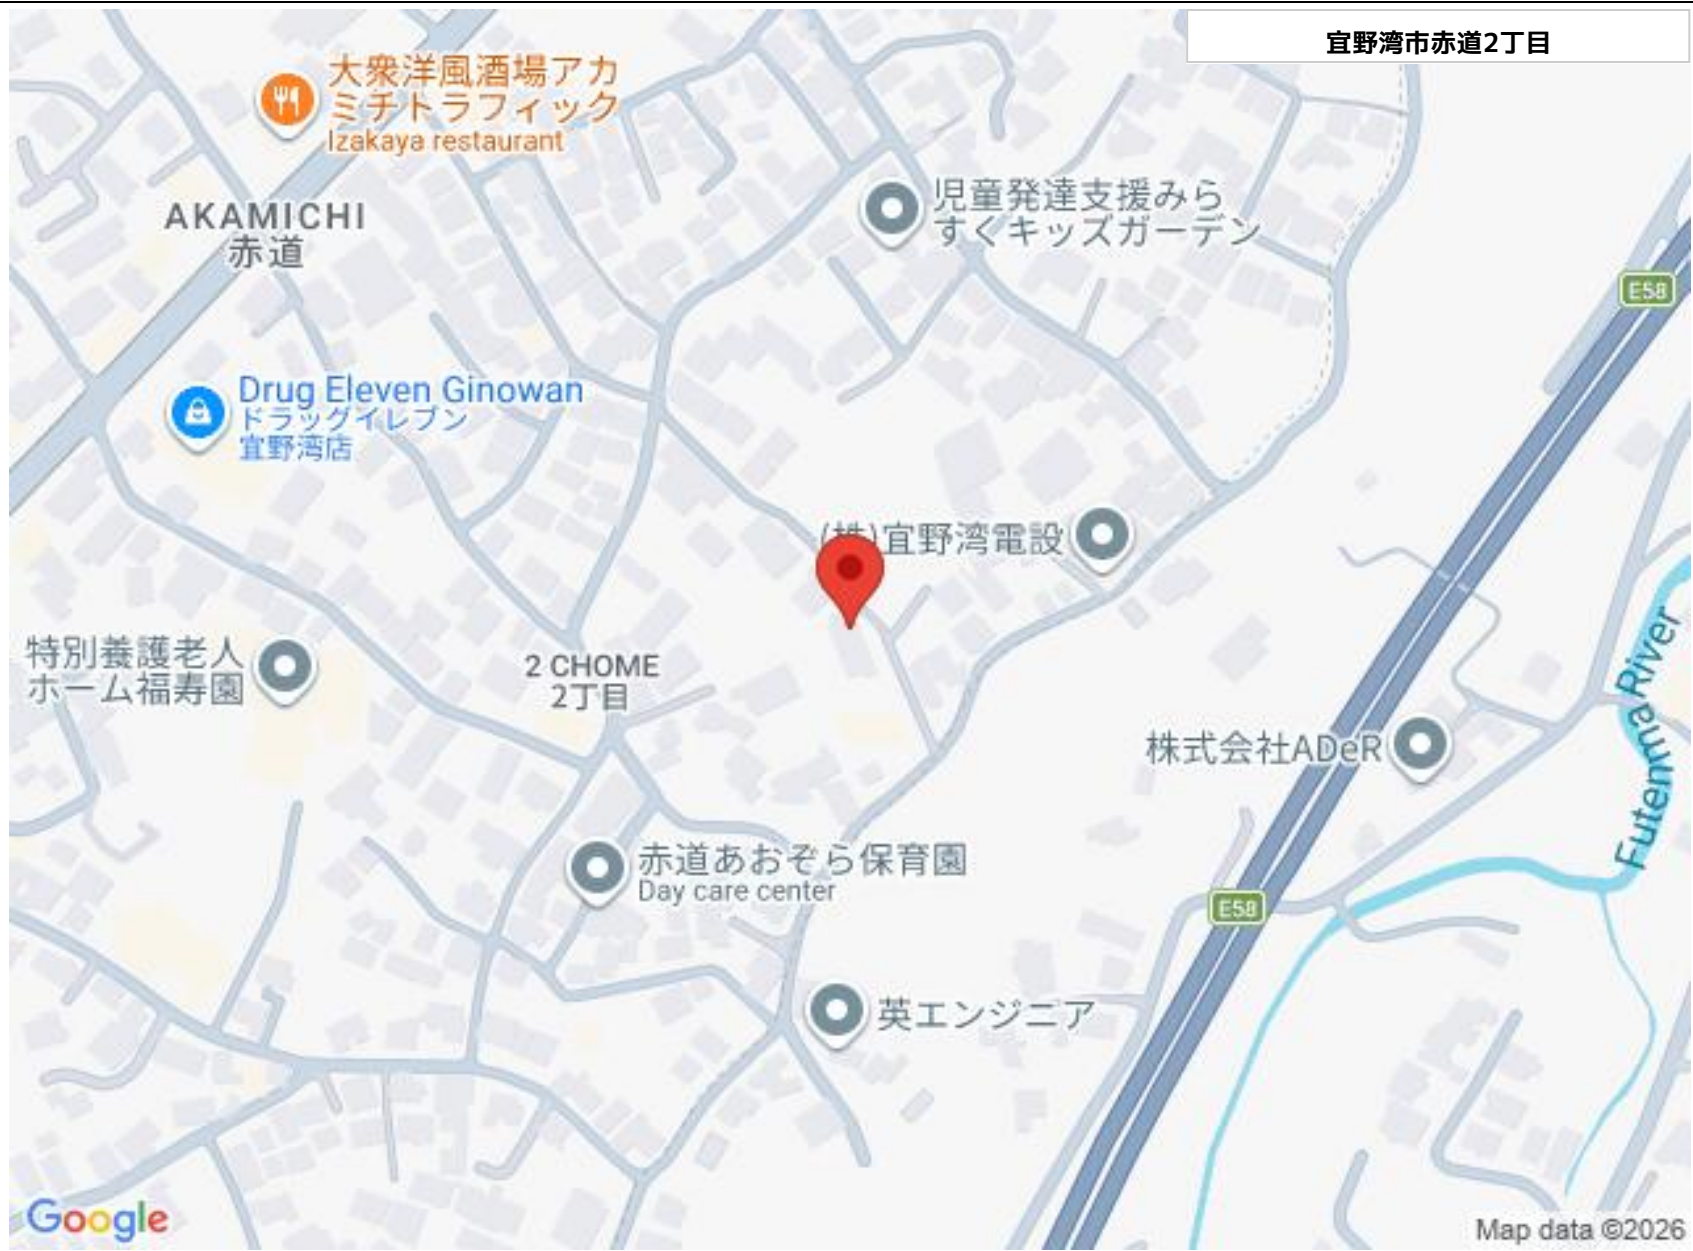 宜野湾市赤道2丁目
大衆洋風酒場アカ
ミチトラフィック
Izakaya restaurant
児童発達支援みら
すくキッズガーデン
AKAMICHI
赤道
E58
Drug Eleven Ginowan
ドラッグイレブン
宜野湾店
(株)宜野湾電設
特別養護老人
ホーム福寿園
2 CHOME
2丁目
Futenma River
株式会社ADeR
赤道あおぞら保育園
Day care center
E58
英エンジニア
Google
Map data ©2026